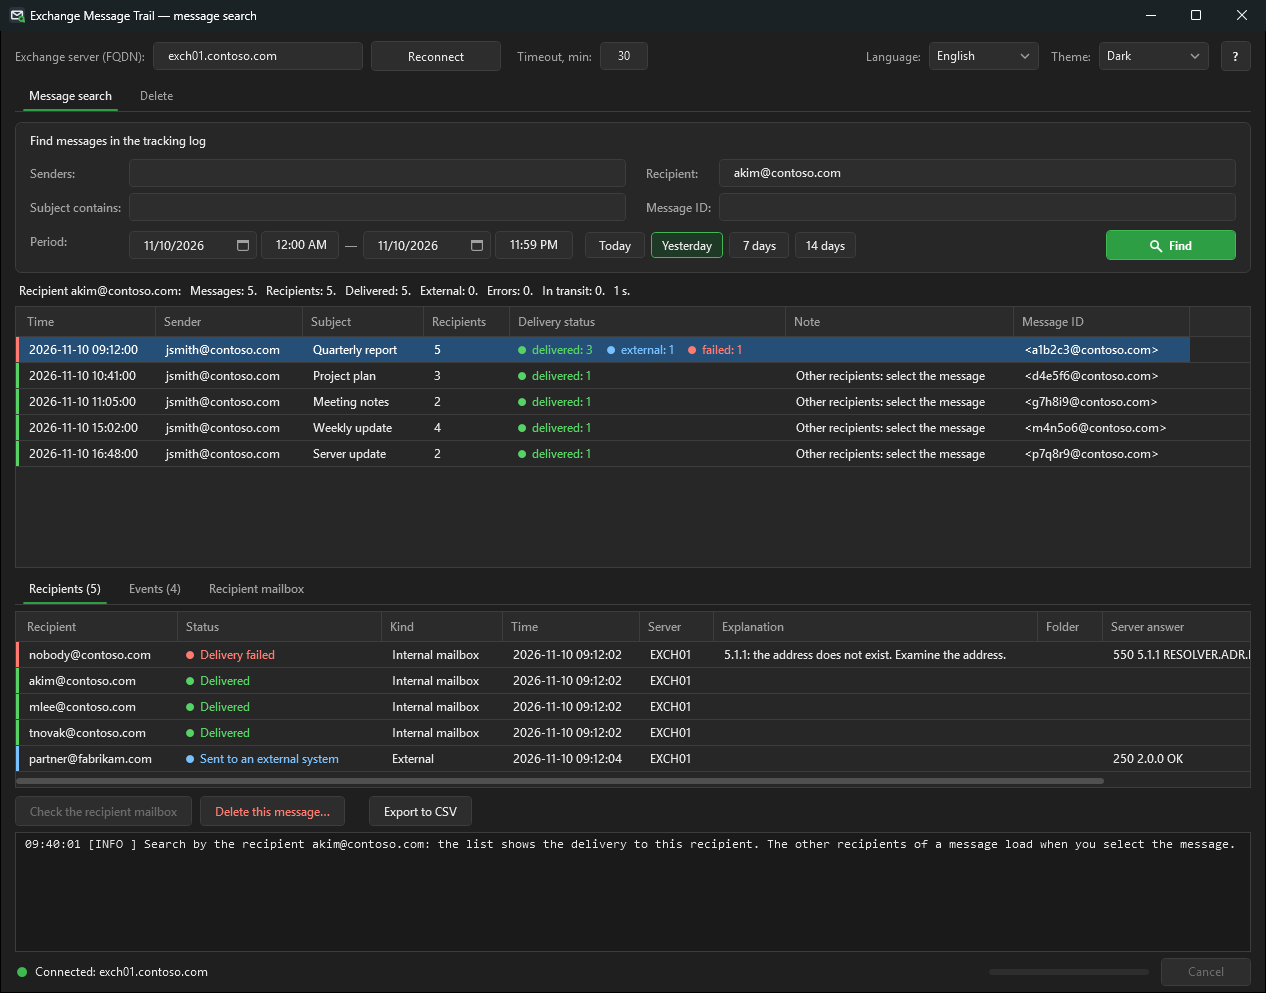 Exchange Message Trail — message search
Exchange server (FQDN): exch01.contoso.com Reconnect Timeout, min: 30 Language: English Theme: Dark ?
Message search Delete
Find messages in the tracking log
Senders: Recipient: akim@contoso.com
Subject contains: Message ID:
Period: 11/10/2026 12:00 AM — 11/10/2026 11:59 PM Today Yesterday 7 days 14 days Find
Recipient akim@contoso.com: Messages: 5. Recipients: 5. Delivered: 5. External: 0. Errors: 0. In transit: 0. 1 s.
Time Sender Subject Recipients Delivery status Note Message ID
2026-11-10 09:12:00 jsmith@contoso.com Quarterly report 5 delivered: 3 external: 1 failed: 1 <a1b2c3@contoso.com>
2026-11-10 10:41:00 jsmith@contoso.com Project plan 3 delivered: 1 Other recipients: select the message <d4e5f6@contoso.com>
2026-11-10 11:05:00 jsmith@contoso.com Meeting notes 2 delivered: 1 Other recipients: select the message <g7h8i9@contoso.com>
2026-11-10 15:02:00 jsmith@contoso.com Weekly update 4 delivered: 1 Other recipients: select the message <m4n5o6@contoso.com>
2026-11-10 16:48:00 jsmith@contoso.com Server update 2 delivered: 1 Other recipients: select the message <p7q8r9@contoso.com>
Recipients (5) Events (4) Recipient mailbox
Recipient Status Kind Time Server Explanation Folder Server answer
nobody@contoso.com Delivery failed Internal mailbox 2026-11-10 09:12:02 EXCH01 5.1.1: the address does not exist. Examine the address. 550 5.1.1 RESOLVER.ADR.
akim@contoso.com Delivered Internal mailbox 2026-11-10 09:12:02 EXCH01
mlee@contoso.com Delivered Internal mailbox 2026-11-10 09:12:02 EXCH01
tnovak@contoso.com Delivered Internal mailbox 2026-11-10 09:12:02 EXCH01
partner@fabrikam.com Sent to an external system External 2026-11-10 09:12:04 EXCH01 250 2.0.0 OK
Check the recipient mailbox Delete this message... Export to CSV
09:40:01 [INFO ] Search by the recipient akim@contoso.com: the list shows the delivery to this recipient. The other recipients of a message load when you select the message.
Connected: exch01.contoso.com Cancel